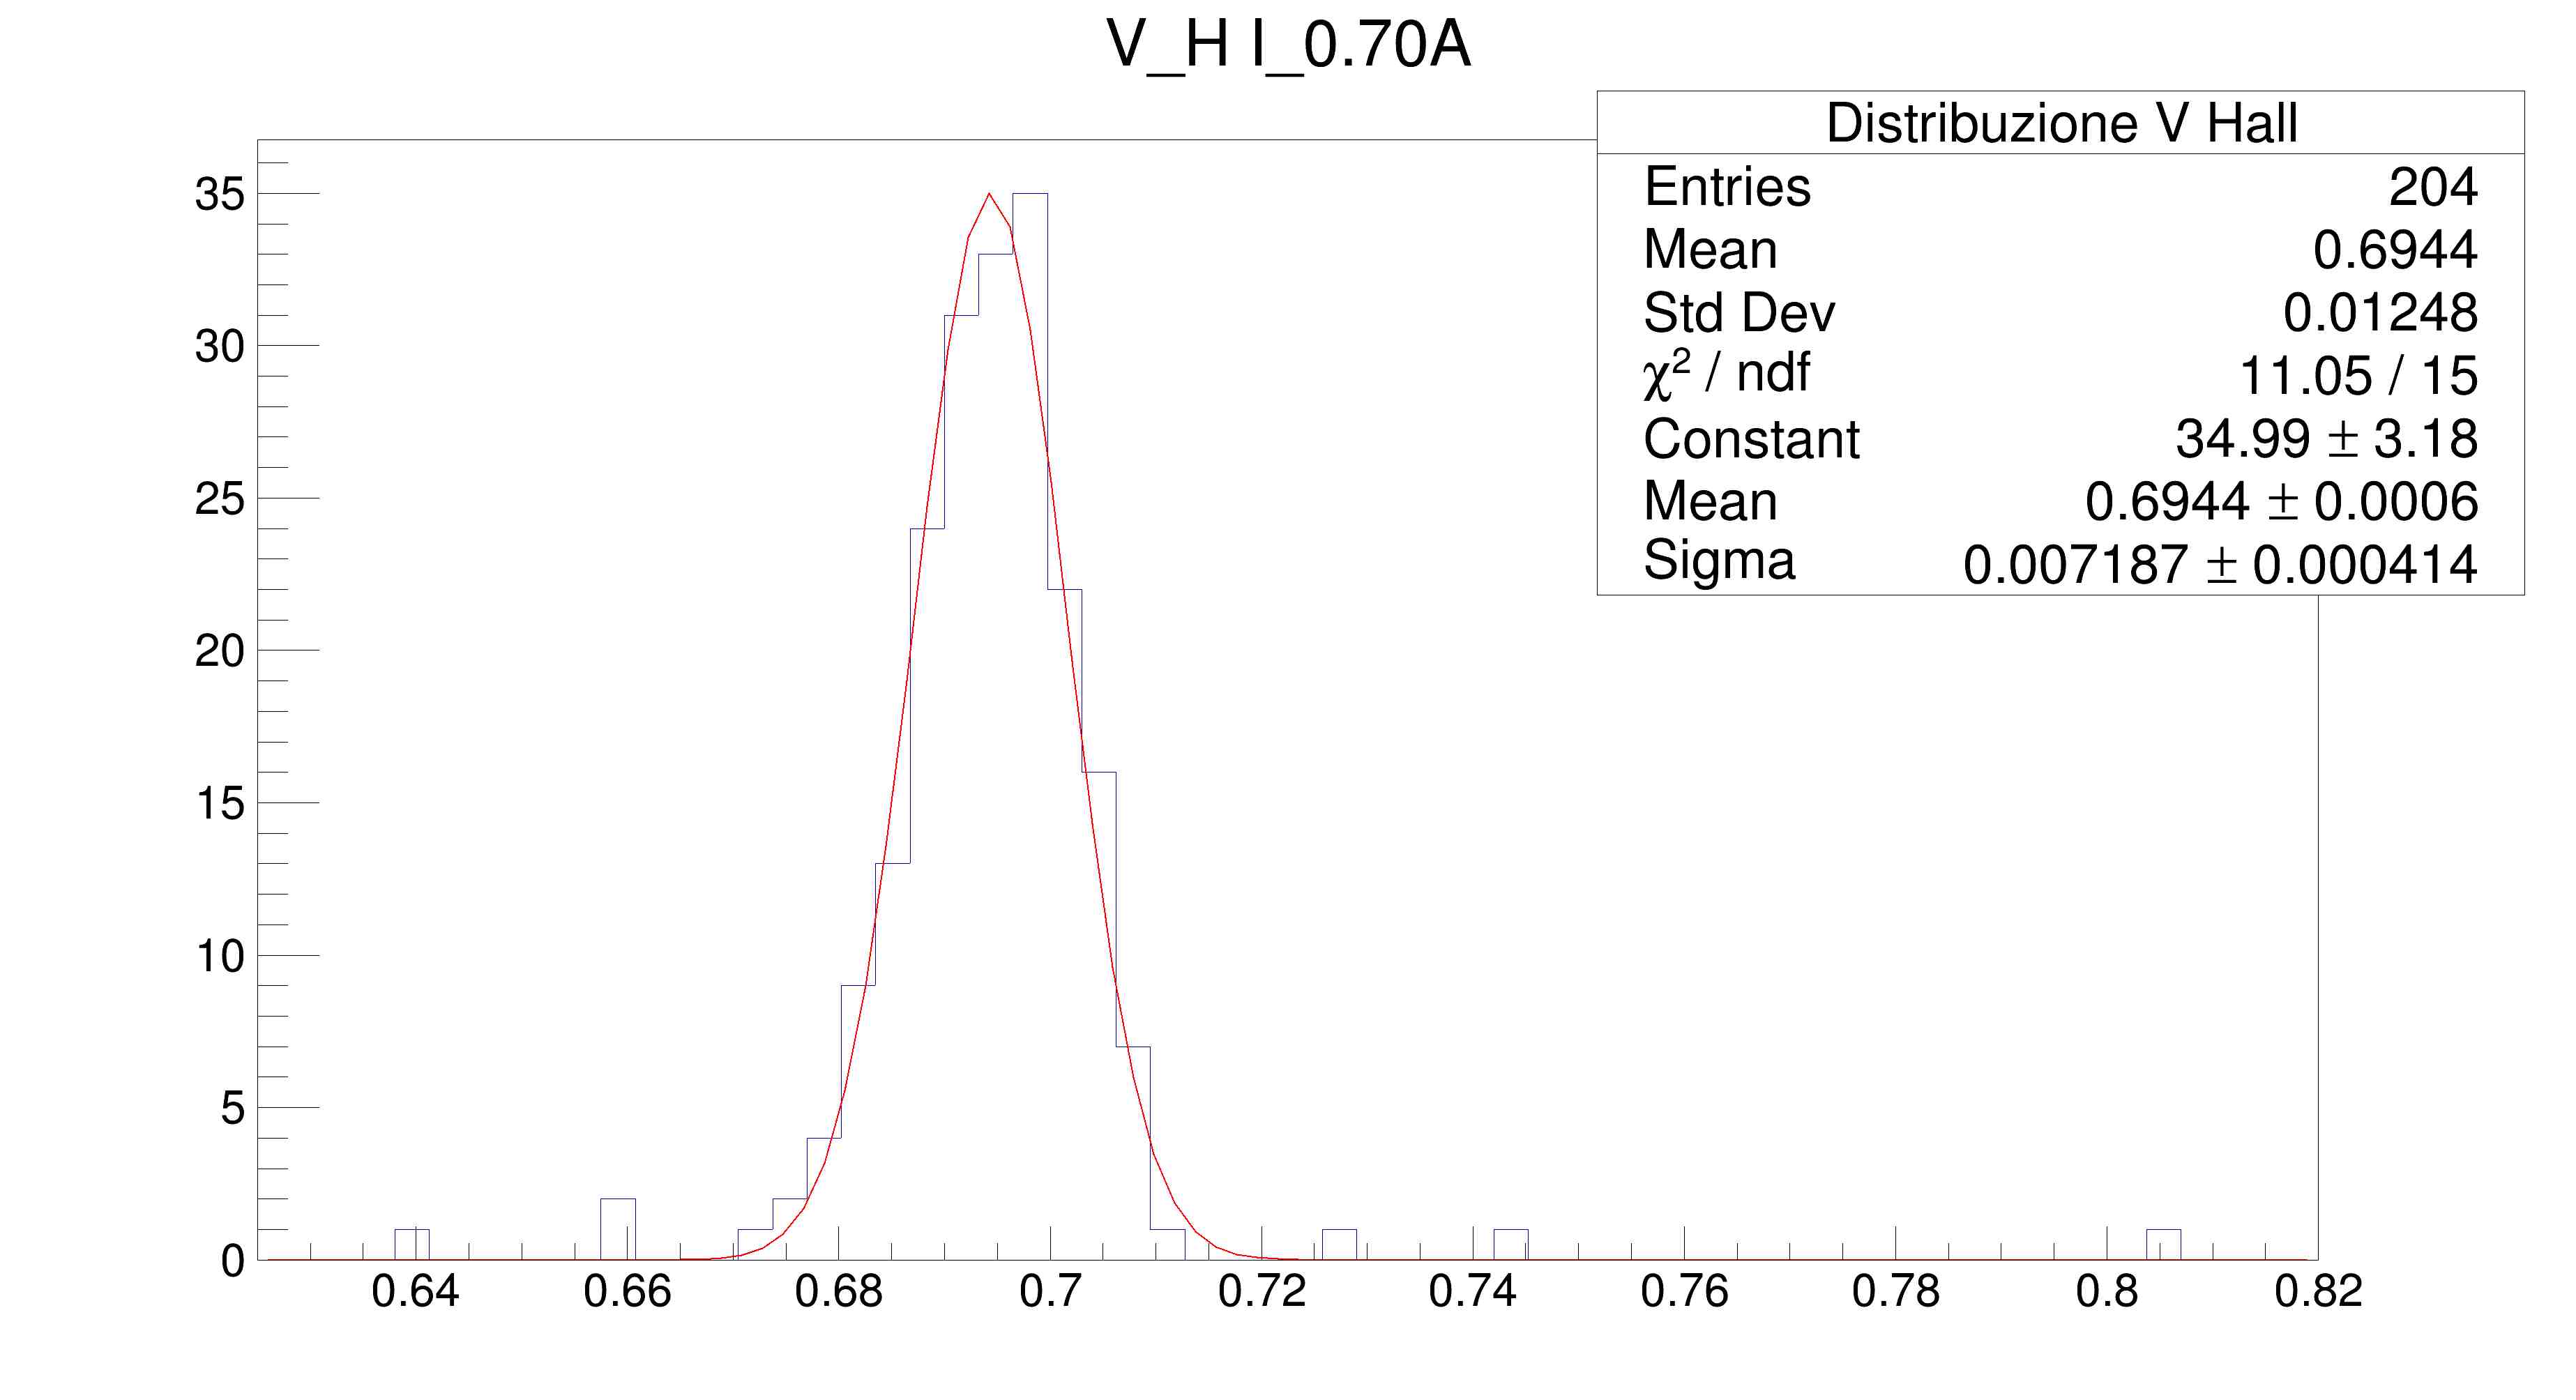 V_H I_0.70A
Distribuzione V Hall
Entries 204
Mean 0.6944
Std Dev 0.01248
χ² / ndf 11.05 / 15
Constant 34.99 ± 3.18
Mean 0.6944 ± 0.0006
Sigma 0.007187 ± 0.000414
35
30
25
20
15
10
5
0
0.64 0.66 0.68 0.7 0.72 0.74 0.76 0.78 0.8 0.82